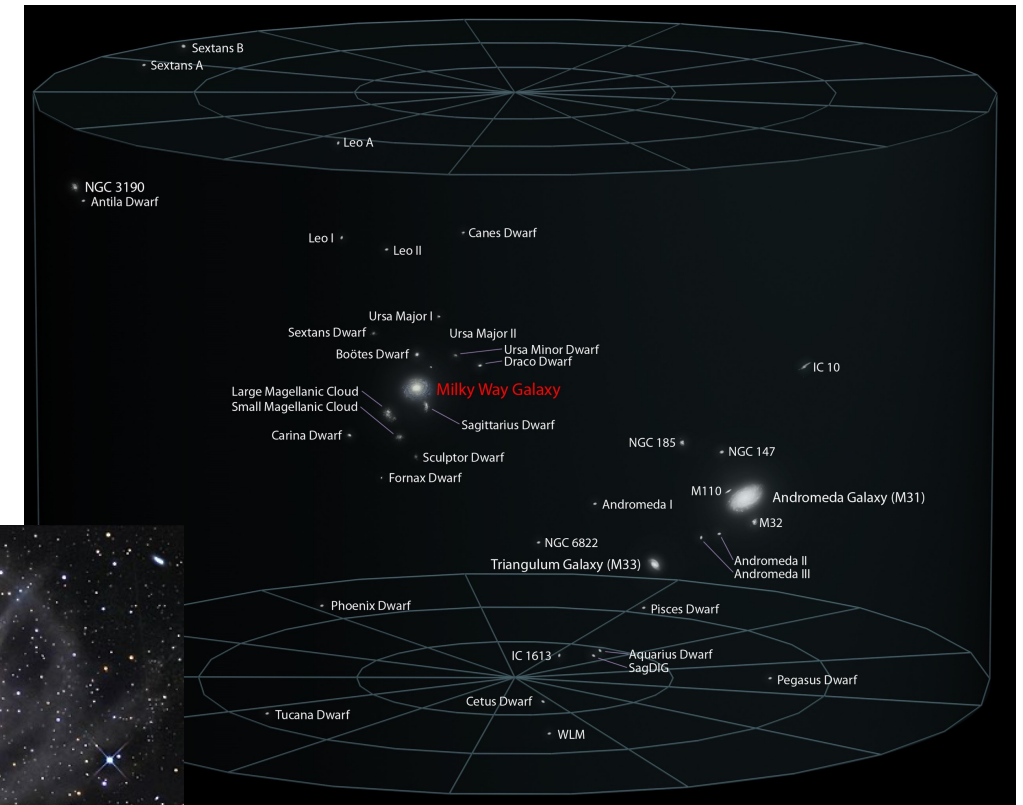 Sextans B
Sextans A
Leo A
NGC 3190
Antila Dwarf
Canes Dwarf
Leo I
Leo II
Ursa Major I
Sextans Dwarf
Ursa Major II
Ursa Minor Dwarf
Boötes Dwarf
Draco Dwarf
IC 10
Milky Way Galaxy
Large Magellanic Cloud
Small Magellanic Cloud
Sagittarius Dwarf
Carina Dwarf
NGC 185
NGC 147
Sculptor Dwarf
Fornax Dwarf
M110
Andromeda Galaxy (M31)
Andromeda I
M32
NGC 6822
Triangulum Galaxy (M33)
Andromeda II
Andromeda III
Phoenix Dwarf
Pisces Dwarf
IC 1613
Aquarius Dwarf
SagDIG
Pegasus Dwarf
Cetus Dwarf
Tucana Dwarf
WLM